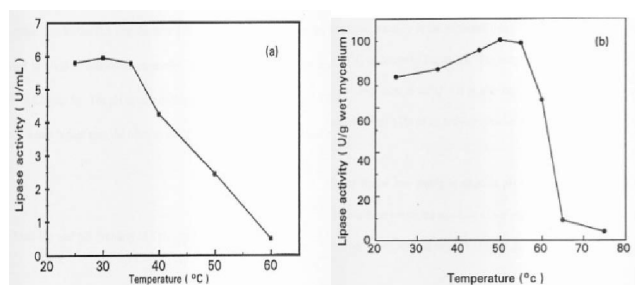 (a)
Lipase activity ( U/mL )
7
6
5
4
3
2
1
0
20 30 40 50 60
Temperature ( °C )
(b)
Lipase activity ( U/g wet mycelium )
100
80
60
40
20
0
20 30 40 50 60 70 80
Temperature (°c )